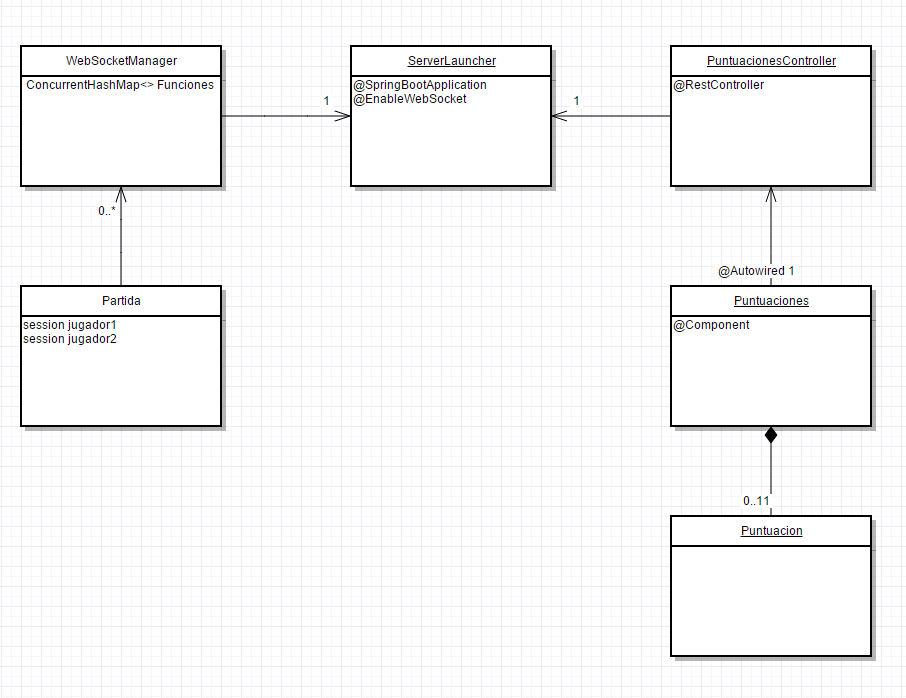 WebSocketManager
ConcurrentHashMap<> Funciones
1
ServerLauncher
@SpringBootApplication
@EnableWebSocket
1
PuntuacionesController
@RestController
0..*
Partida
session jugador1
session jugador2
@Autowired 1
Puntuaciones
@Component
0..11
Puntuacion